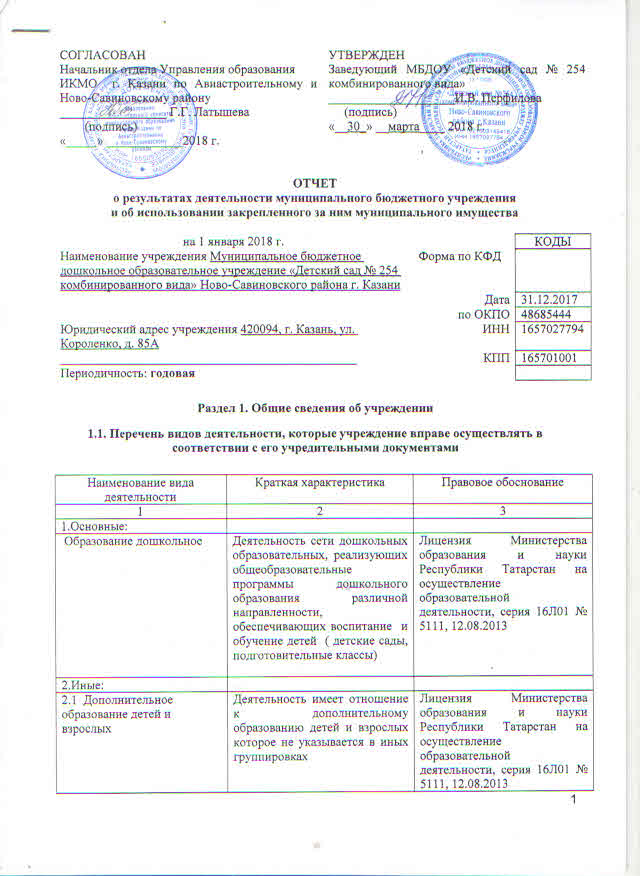 СОГЛАСОВАН
Начальник отдела Управления образования
ИКМО г. Казани по Авиастроительному и
Ново-Савиновскому району
Г.Г. Латышева
(подпись)
«      » 2018 г.
УТВЕРЖДЕН
Заведующий МБДОУ «Детский сад № 254
комбинированного вида»
И.В. Перфилова
(подпись)
« 30 » марта 2018 г.
ОТЧЕТ
о результатах деятельности муниципального бюджетного учреждения
и об использовании закрепленного за ним муниципального имущества
на 1 января 2018 г.
КОДЫ
Наименование учреждения Муниципальное бюджетное Форма по КФД
дошкольное образовательное учреждение «Детский сад № 254
комбинированного вида» Ново-Савиновского района г. Казани
Дата 31.12.2017
по ОКПО 48685444
Юридический адрес учреждения 420094, г. Казань, ул. ИНН 1657027794
Короленко, д. 85А
КПП 165701001
Периодичность: годовая
Раздел 1. Общие сведения об учреждении
1.1. Перечень видов деятельности, которые учреждение вправе осуществлять в
соответствии с его учредительными документами
Наименование вида
деятельности
Краткая характеристика
Правовое обоснование
1 2 3
1.Основные:
Образование дошкольное
Деятельность сети дошкольных
образовательных, реализующих
общеобразовательные
программы дошкольного
образования различной
направленности,
обеспечивающих воспитание и
обучение детей ( детские сады,
подготовительные классы)
Лицензия Министерства
образования и науки
Республики Татарстан на
осуществление
образовательной
деятельности, серия 16Л01 №
5111, 12.08.2013
2.Иные:
2.1 Дополнительное
образование детей и
взрослых
Деятельность имеет отношение
к дополнительному
образованию детей и взрослых
которое не указывается в иных
группировках
Лицензия Министерства
образования и науки
Республики Татарстан на
осуществление
образовательной
деятельности, серия 16Л01 №
5111, 12.08.2013
1